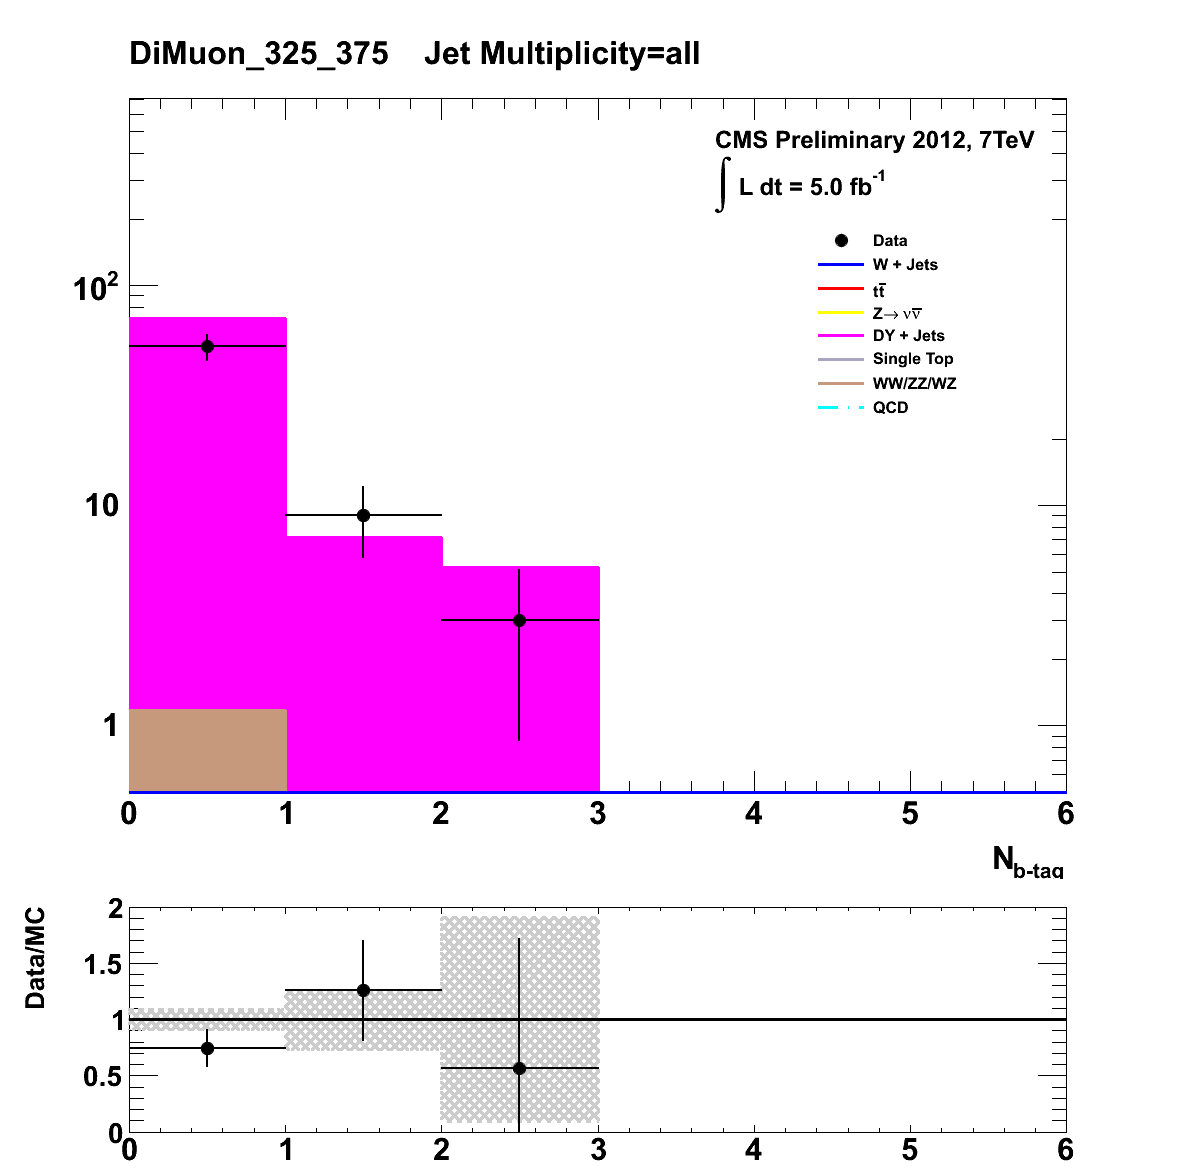 DiMuon_325_375 Jet Multiplicity=all
CMS Preliminary 2012, 7TeV
∫ L dt = 5.0 fb⁻¹
Data
W + Jets
tt̅
Z→ νν̅
DY + Jets
Single Top
WW/ZZ/WZ
QCD
10²
10
1
0 1 2 3 4 5 6
N_b-tag
Data/MC
2
1.5
1
0.5
0
0 1 2 3 4 5 6